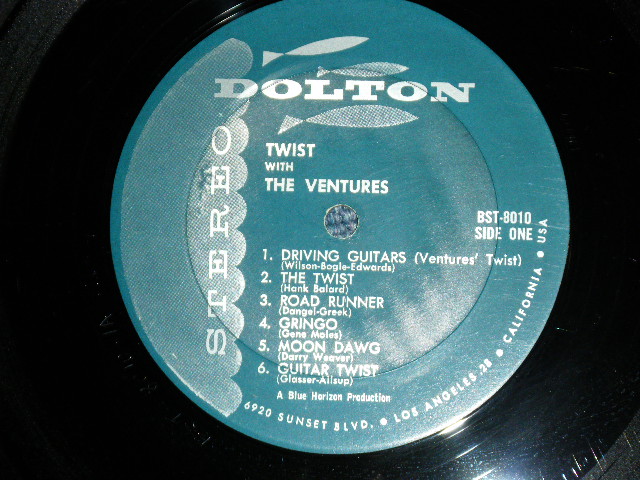 DOLTON
STEREO
TWIST
WITH
THE VENTURES
BST-8010
SIDE ONE
1. DRIVING GUITARS (Ventures' Twist)
(Wilson-Bogle-Edwards)
2. THE TWIST
(Hank Balard)
3. ROAD RUNNER
(Dangel-Greek)
4. GRINGO
(Gene Moles)
5. MOON DAWG
(Darry Weaver)
6. GUITAR TWIST
(Glasser-Allsup)
A Blue Horizon Production
6920 SUNSET BLVD. • LOS ANGELES 28 • CALIFORNIA • USA